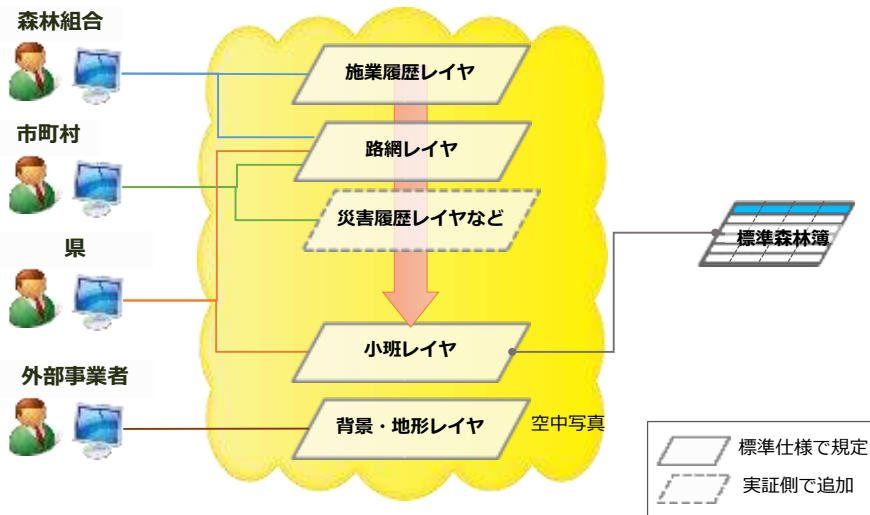 森林組合
施業履歴レイヤ
市町村
路網レイヤ
災害履歴レイヤなど
標準森林簿
県
小班レイヤ
外部事業者
背景・地形レイヤ
空中写真
標準仕様で規定
実証側で追加